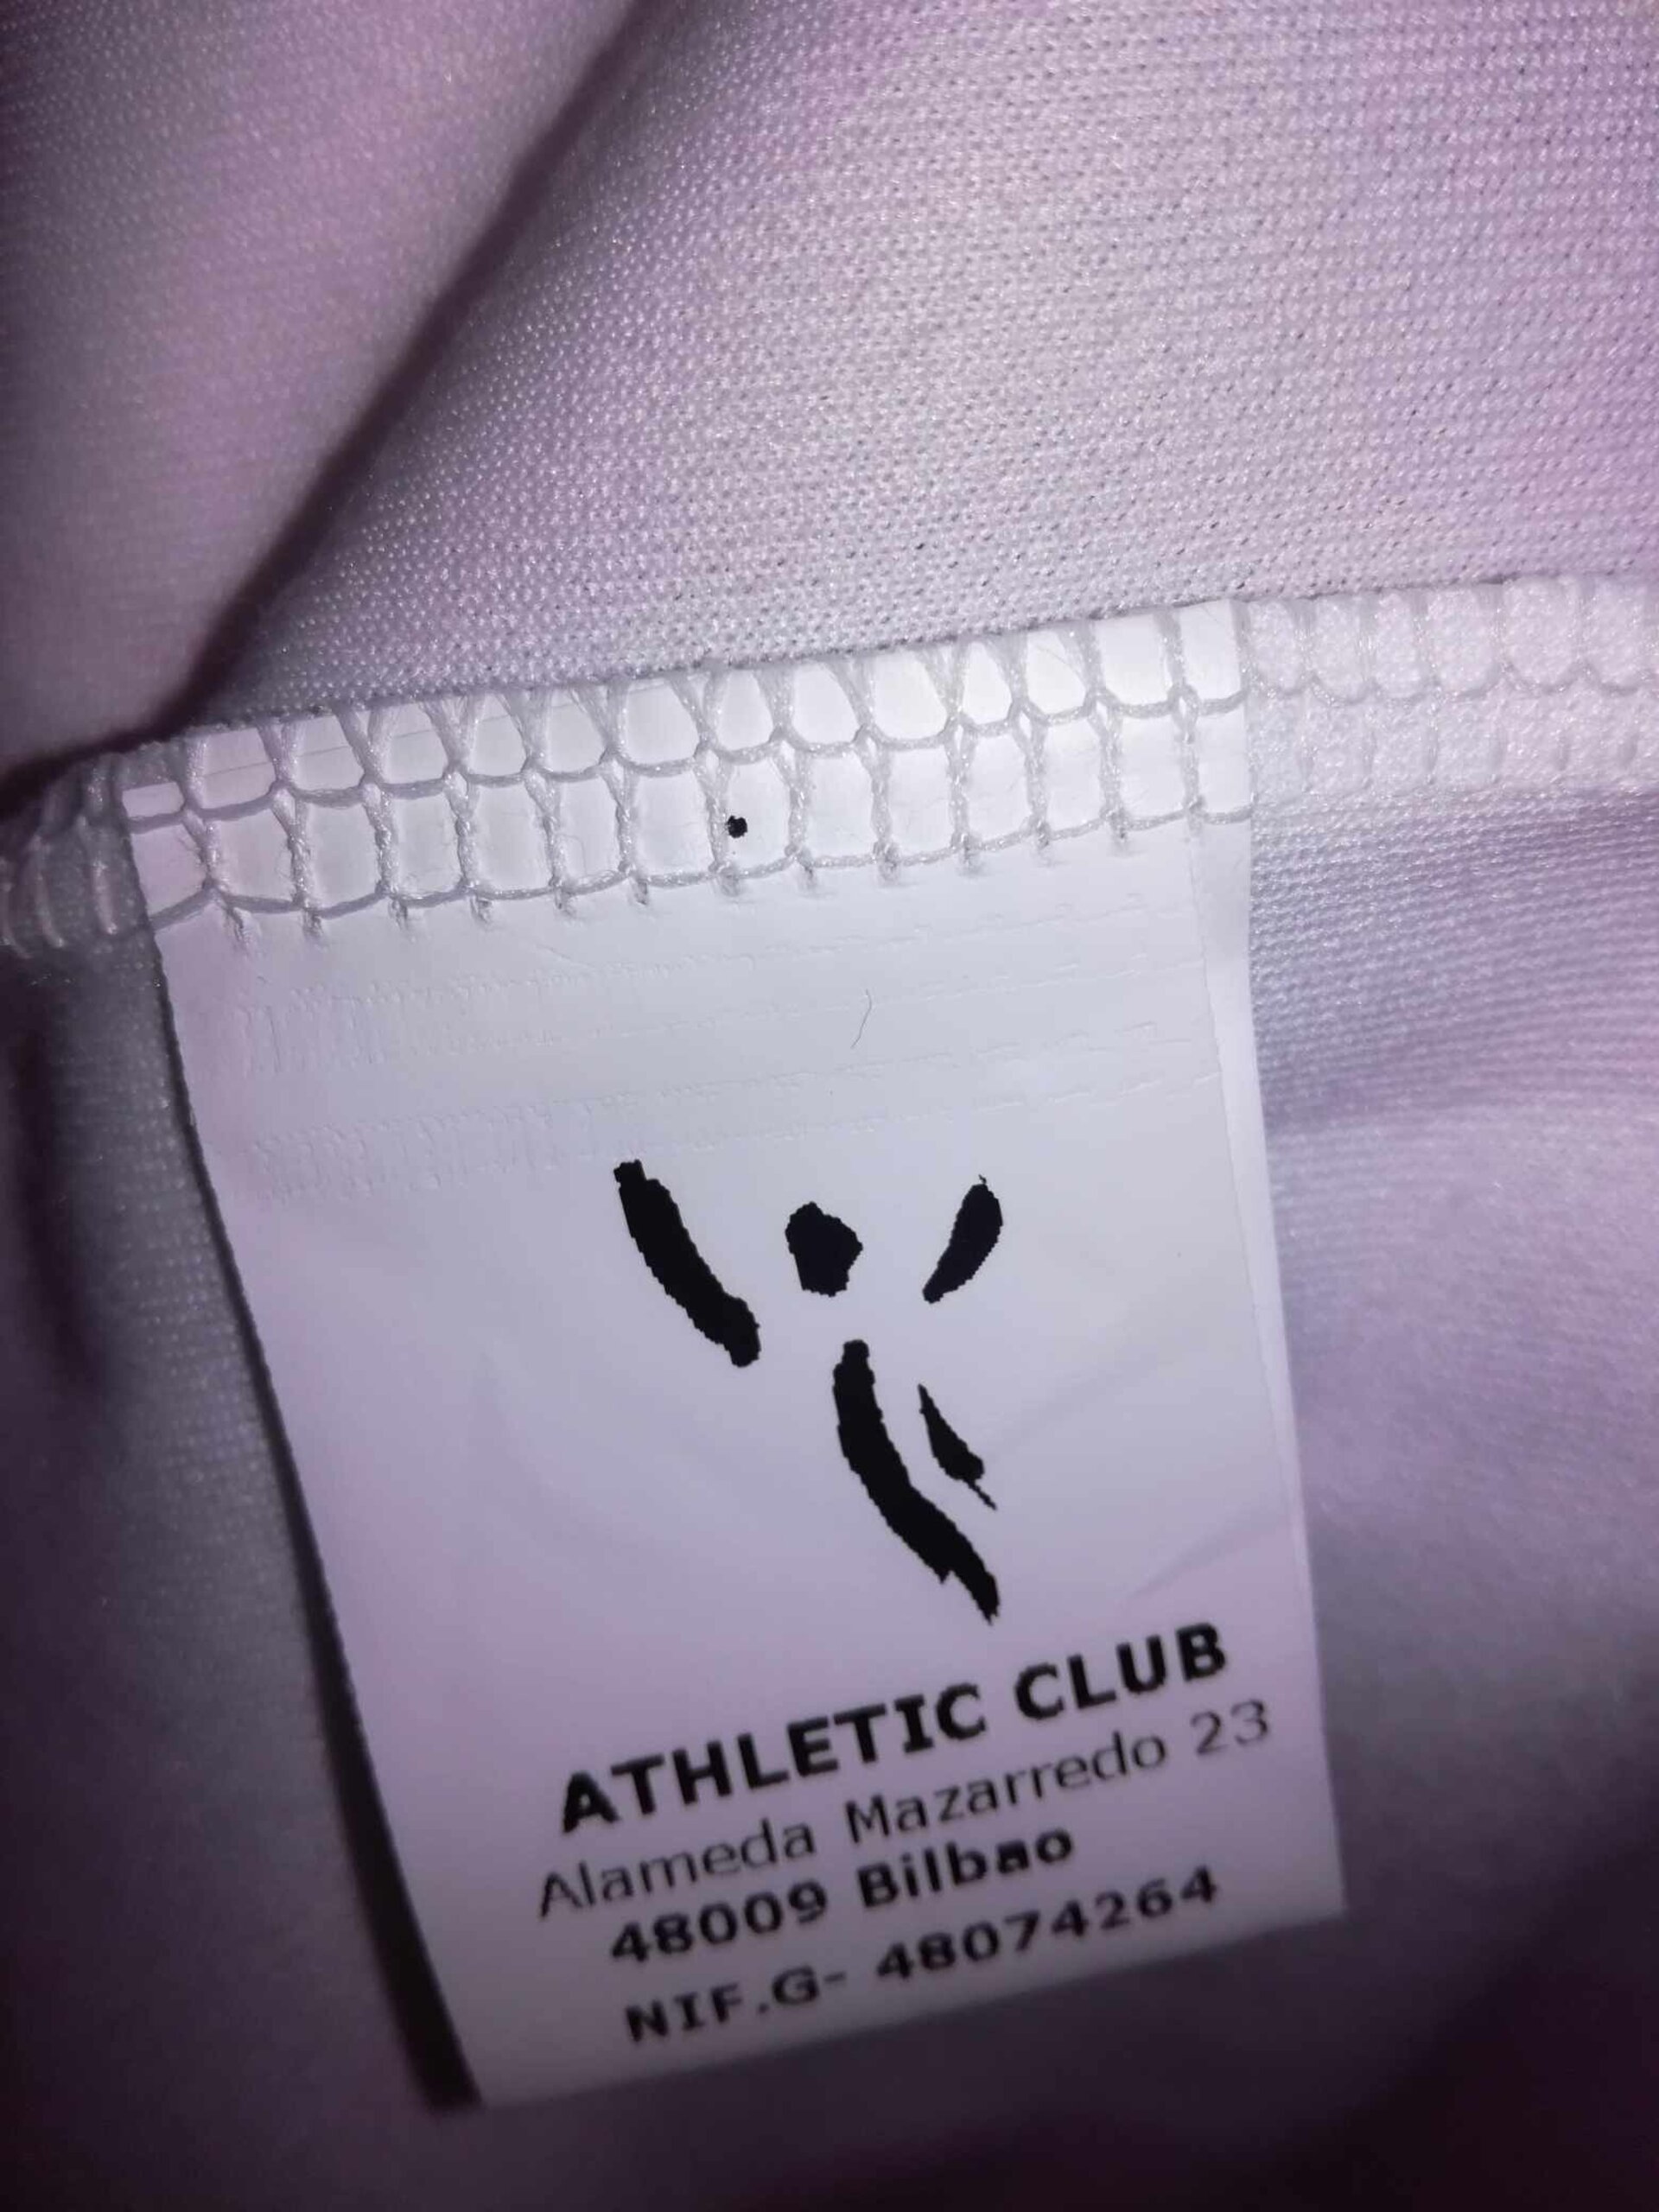 ATHLETIC CLUB
Alameda Mazarredo 23
48009 Bilbao
NIF.G- 48074264